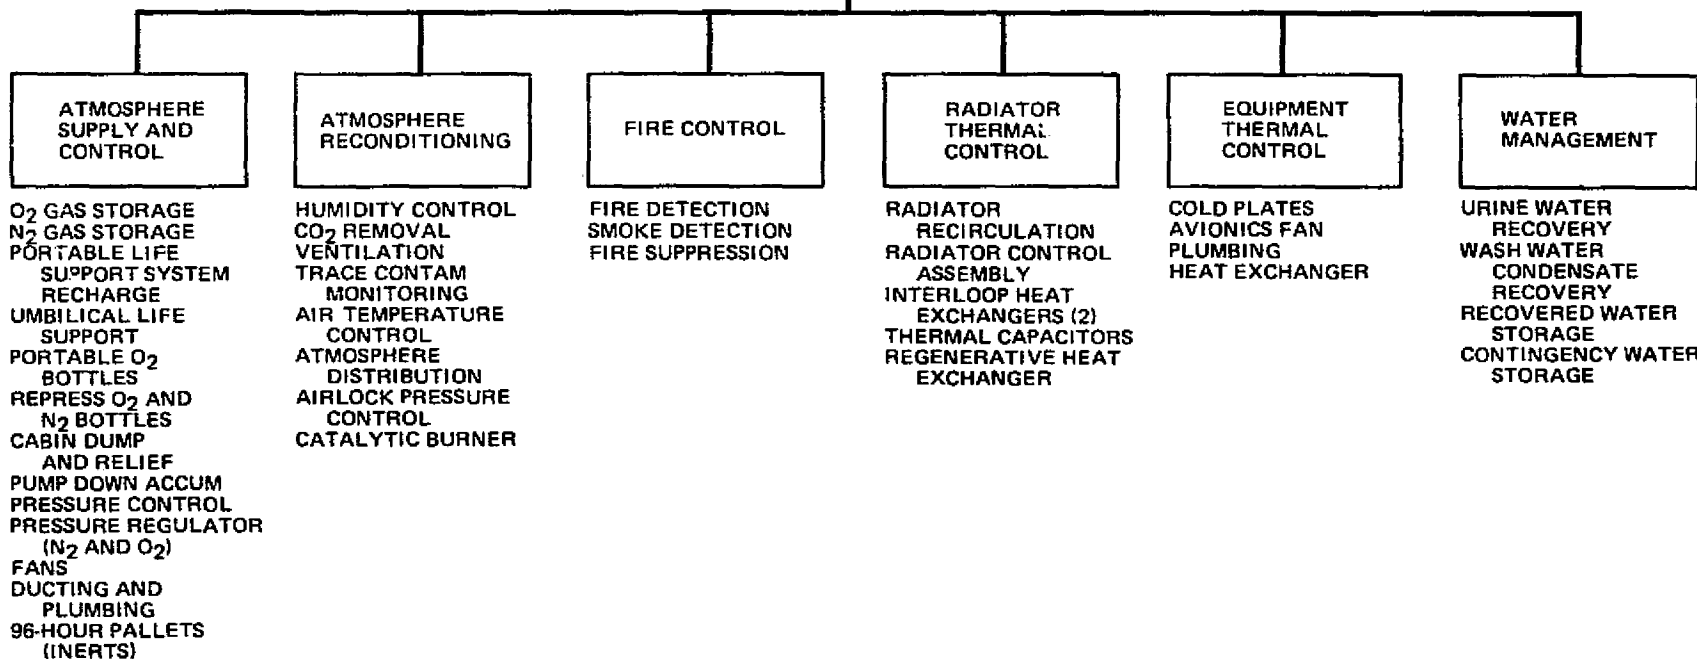 ATMOSPHERE
SUPPLY AND
CONTROL
O2 GAS STORAGE
N2 GAS STORAGE
PORTABLE LIFE
SUPPORT SYSTEM
RECHARGE
UMBILICAL LIFE
SUPPORT
PORTABLE O2
BOTTLES
REPRESS O2 AND
N2 BOTTLES
CABIN DUMP
AND RELIEF
PUMP DOWN ACCUM
PRESSURE CONTROL
PRESSURE REGULATOR
(N2 AND O2)
FANS
DUCTING AND
PLUMBING
96-HOUR PALLETS
(INERTS)
ATMOSPHERE
RECONDITIONING
HUMIDITY CONTROL
CO2 REMOVAL
VENTILATION
TRACE CONTAM
MONITORING
AIR TEMPERATURE
CONTROL
ATMOSPHERE
DISTRIBUTION
AIRLOCK PRESSURE
CONTROL
CATALYTIC BURNER
FIRE CONTROL
FIRE DETECTION
SMOKE DETECTION
FIRE SUPPRESSION
RADIATOR
THERMAL
CONTROL
RADIATOR
RECIRCULATION
RADIATOR CONTROL
ASSEMBLY
INTERLOOP HEAT
EXCHANGERS (2)
THERMAL CAPACITORS
REGENERATIVE HEAT
EXCHANGER
EQUIPMENT
THERMAL
CONTROL
COLD PLATES
AVIONICS FAN
PLUMBING
HEAT EXCHANGER
WATER
MANAGEMENT
URINE WATER
RECOVERY
WASH WATER
CONDENSATE
RECOVERY
RECOVERED WATER
STORAGE
CONTINGENCY WATER
STORAGE